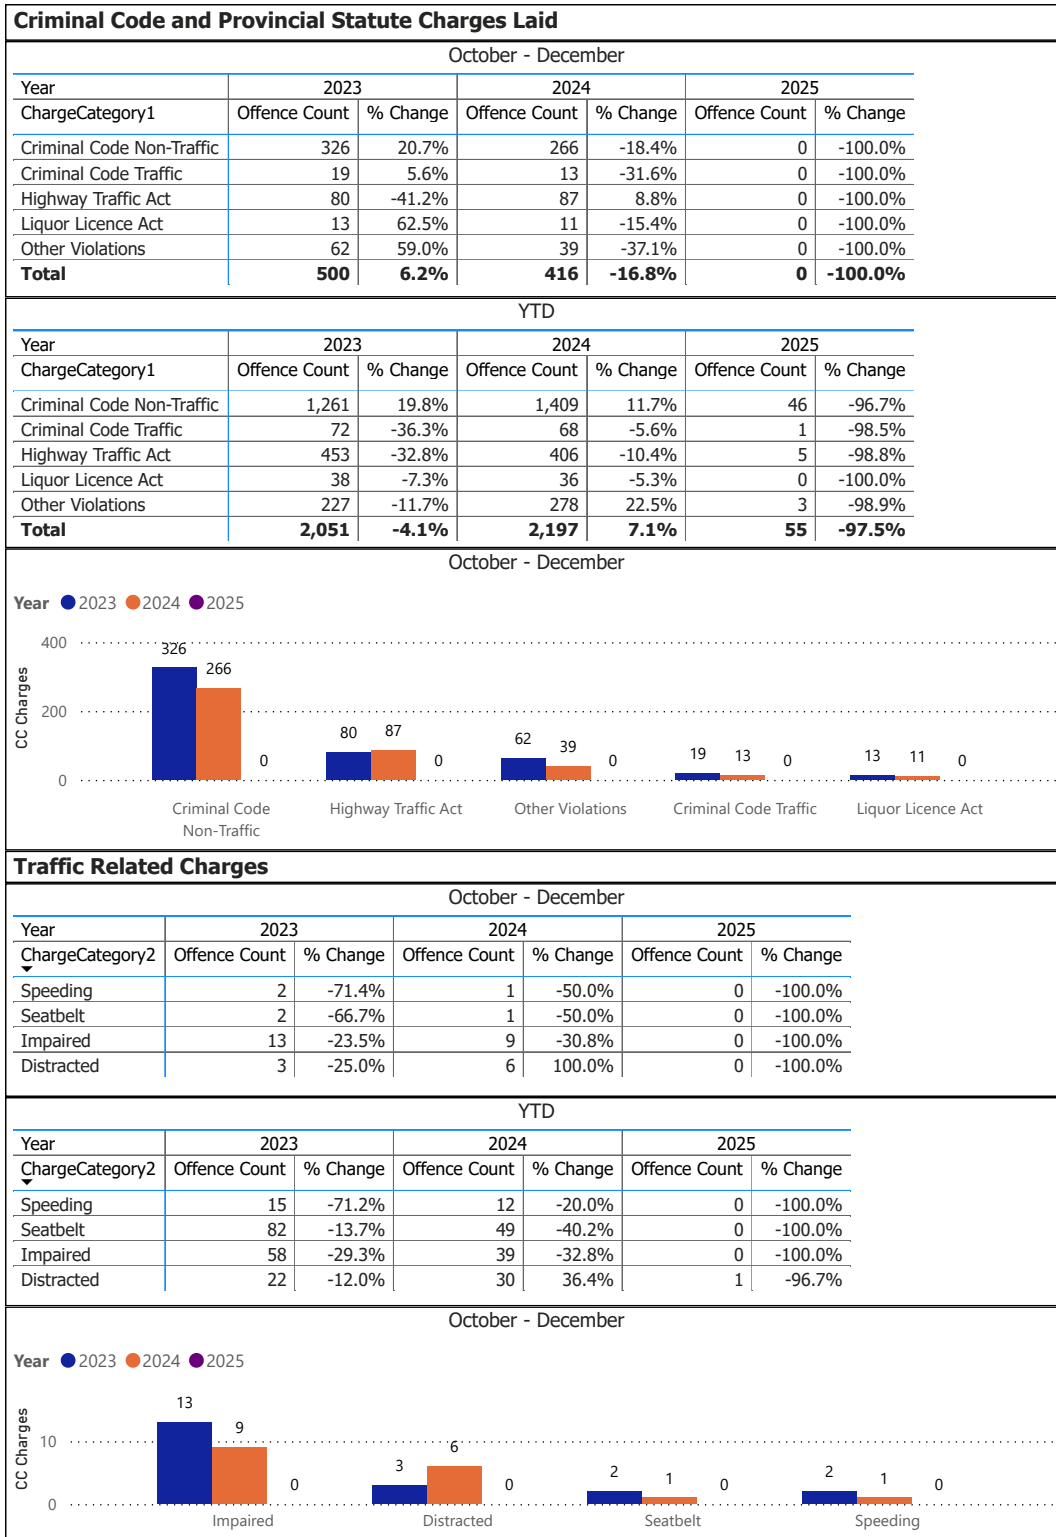 Criminal Code and Provincial Statute Charges Laid
October - December
Year 2023 2024 2025
ChargeCategory1 Offence Count % Change Offence Count % Change Offence Count % Change
Criminal Code Non-Traffic 326 20.7% 266 -18.4% 0 -100.0%
Criminal Code Traffic 19 5.6% 13 -31.6% 0 -100.0%
Highway Traffic Act 80 -41.2% 87 8.8% 0 -100.0%
Liquor Licence Act 13 62.5% 11 -15.4% 0 -100.0%
Other Violations 62 59.0% 39 -37.1% 0 -100.0%
Total 500 6.2% 416 -16.8% 0 -100.0%
YTD
Year 2023 2024 2025
ChargeCategory1 Offence Count % Change Offence Count % Change Offence Count % Change
Criminal Code Non-Traffic 1,261 19.8% 1,409 11.7% 46 -96.7%
Criminal Code Traffic 72 -36.3% 68 -5.6% 1 -98.5%
Highway Traffic Act 453 -32.8% 406 -10.4% 5 -98.8%
Liquor Licence Act 38 -7.3% 36 -5.3% 0 -100.0%
Other Violations 227 -11.7% 278 22.5% 3 -98.9%
Total 2,051 -4.1% 2,197 7.1% 55 -97.5%
October - December
Year 2023 2024 2025
CC Charges
400
200
0
326 266 0
80 87 0
62 39 0
19 13 0
13 11 0
Criminal Code Non-Traffic
Highway Traffic Act
Other Violations
Criminal Code Traffic
Liquor Licence Act
Traffic Related Charges
October - December
Year 2023 2024 2025
ChargeCategory2 Offence Count % Change Offence Count % Change Offence Count % Change
Speeding 2 -71.4% 1 -50.0% 0 -100.0%
Seatbelt 2 -66.7% 1 -50.0% 0 -100.0%
Impaired 13 -23.5% 9 -30.8% 0 -100.0%
Distracted 3 -25.0% 6 100.0% 0 -100.0%
YTD
Year 2023 2024 2025
ChargeCategory2 Offence Count % Change Offence Count % Change Offence Count % Change
Speeding 15 -71.2% 12 -20.0% 0 -100.0%
Seatbelt 82 -13.7% 49 -40.2% 0 -100.0%
Impaired 58 -29.3% 39 -32.8% 0 -100.0%
Distracted 22 -12.0% 30 36.4% 1 -96.7%
October - December
Year 2023 2024 2025
CC Charges
10
0
13 9 0
3 6 0
2 1 0
2 1 0
Impaired
Distracted
Seatbelt
Speeding